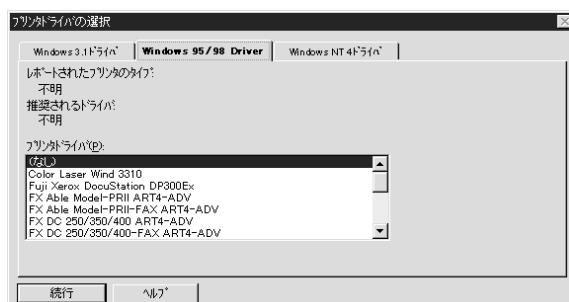 プリンタドライバの選択
Windows 3.1ドライバ
Windows 95/98 Driver
Windows NT 4ドライバ
レポートされたプリンタのタイプ:
不明
推奨されるドライバ:
不明
プリンタドライバ(P):
(なし)
Color Laser Wind 3310
Fuji Xerox DocuStation DP300Ex
FX Able Model-PRII ART4-ADV
FX Able Model-PRII-FAX ART4-ADV
FX DC 250/350/400 ART4-ADV
FX DC 250/350/400-FAX ART4-ADV
続行
ヘルプ